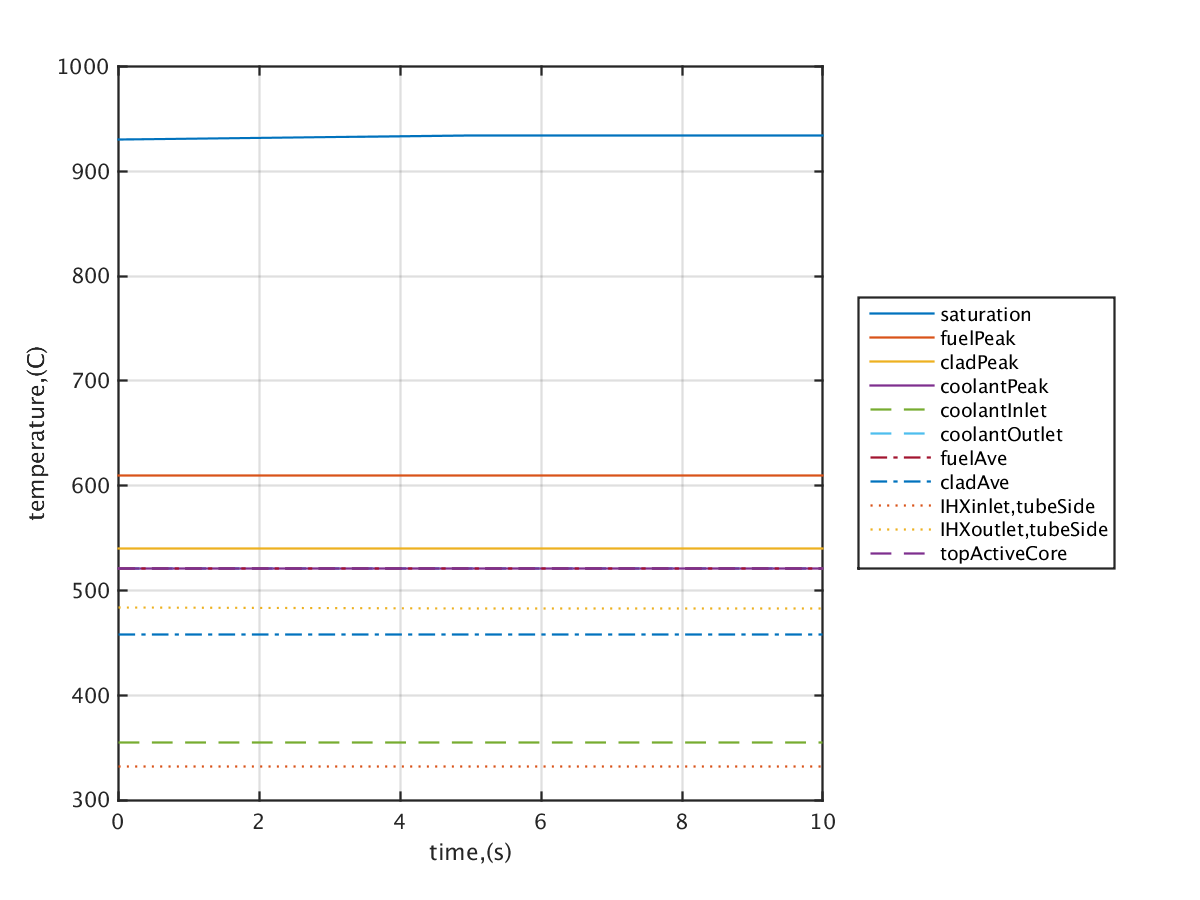 1000
900
800
700
600
500
400
300
0
2
4
6
8
10
time,(s)
temperature,(C)
saturation
fuelPeak
cladPeak
coolantPeak
coolantInlet
coolantOutlet
fuelAve
cladAve
IHXinlet,tubeSide
IHXoutlet,tubeSide
topActiveCore